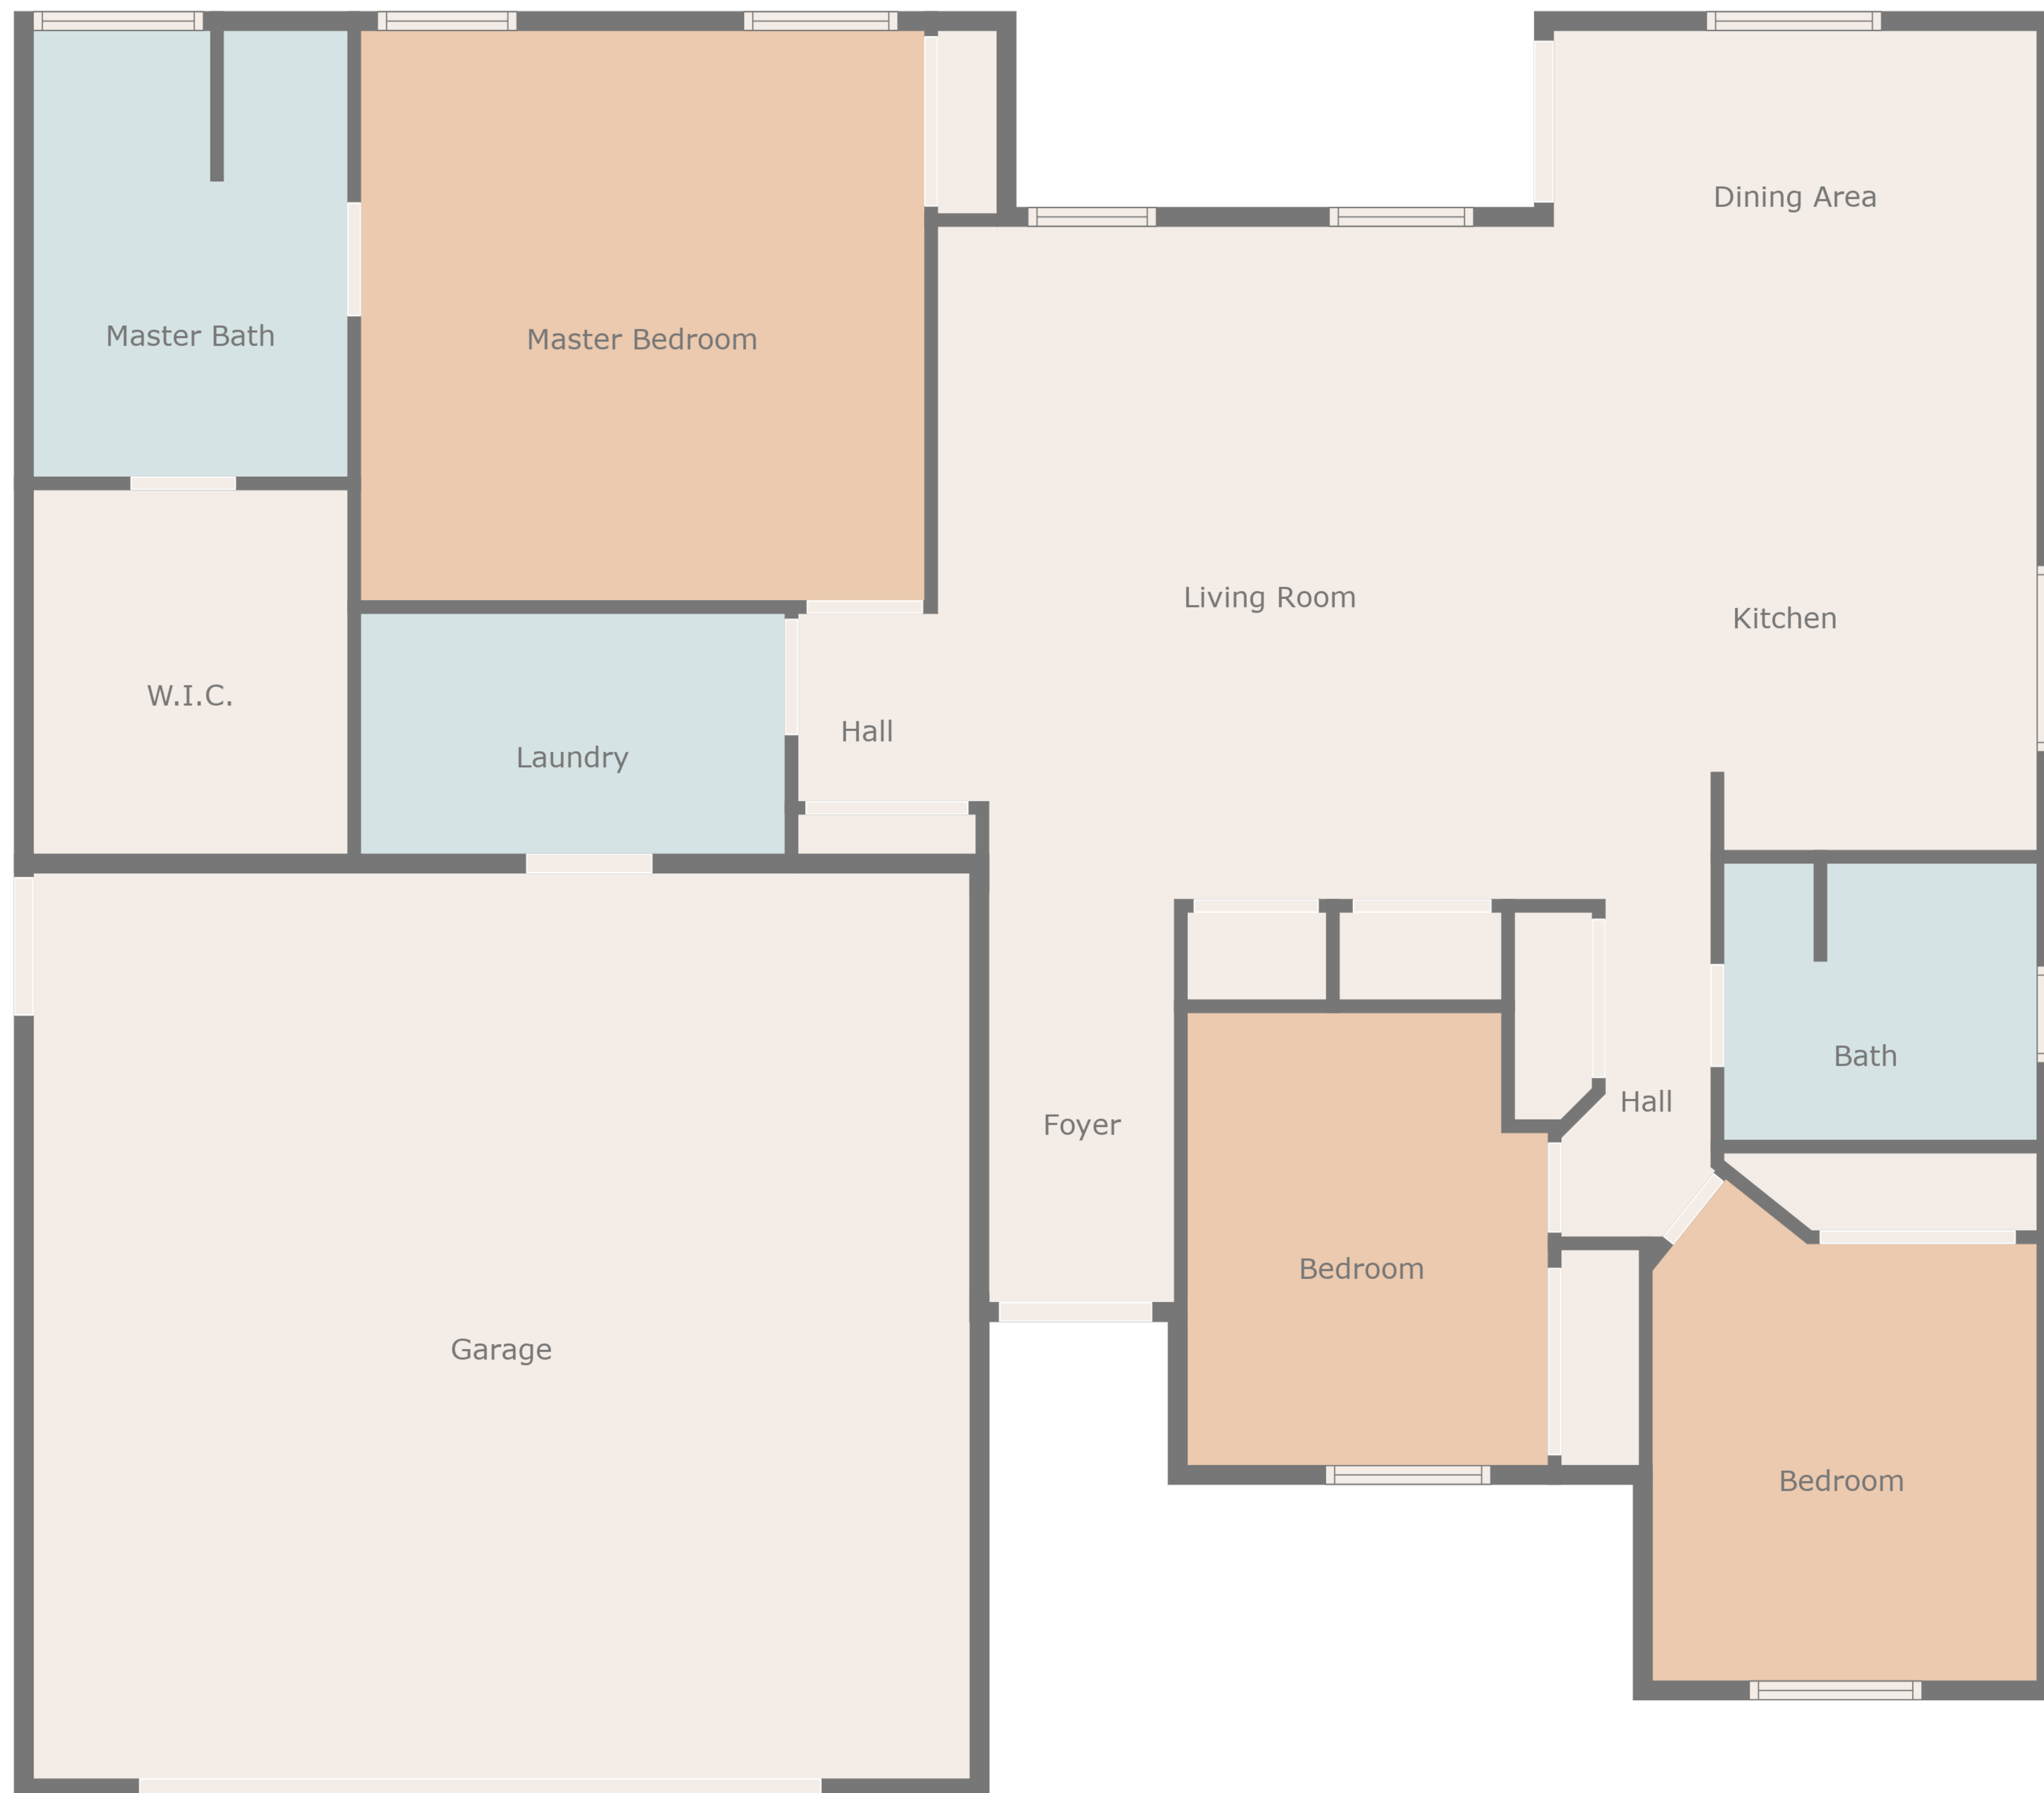 Dining Area
Master Bath
Master Bedroom
Living Room
Kitchen
W.I.C.
Hall
Laundry
Bath
Hall
Foyer
Bedroom
Garage
Bedroom